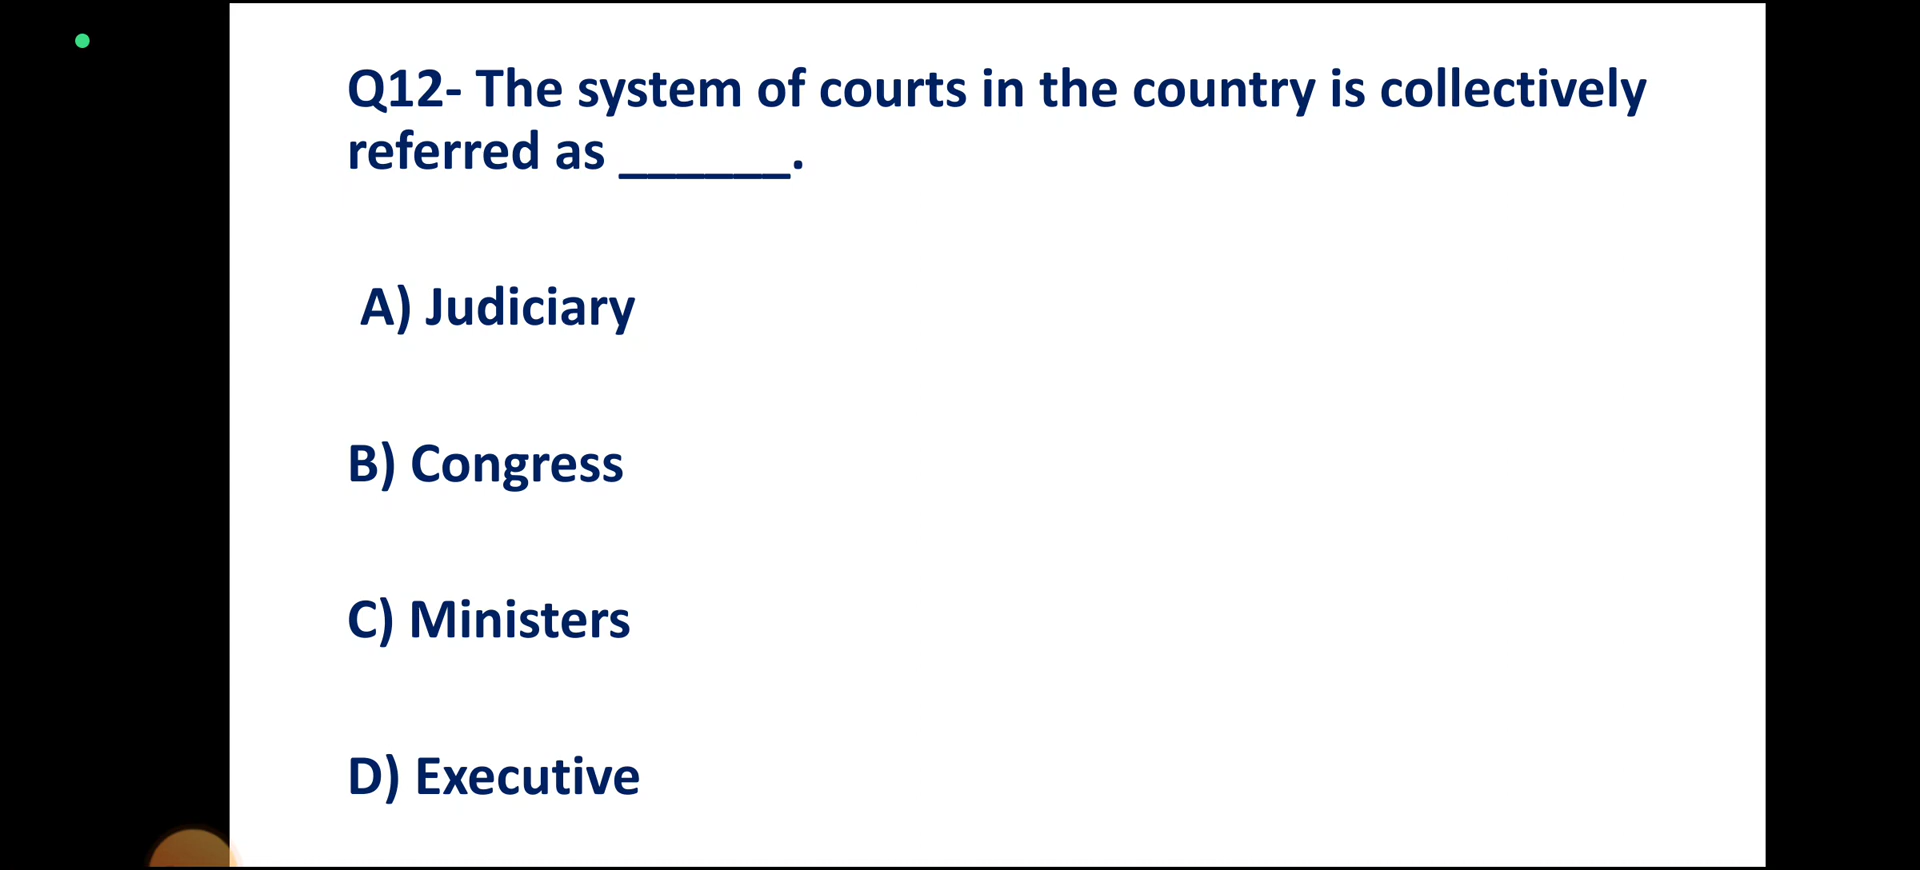 Q12- The system of courts in the country is collectively
referred as ______.
A) Judiciary
B) Congress
C) Ministers
D) Executive